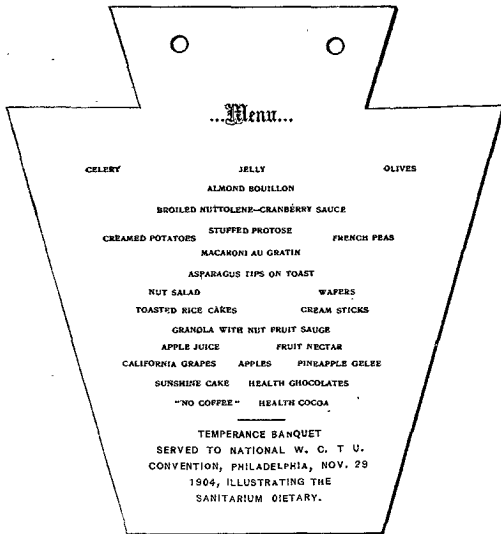 ...Menu...
CELERY JELLY OLIVES
ALMOND BOUILLON
BROILED NUTTOLENE—CRANBERRY SAUCE
STUFFED PROTOSE
CREAMED POTATOES FRENCH PEAS
MACARONI AU GRATIN
ASPARAGUS TIPS ON TOAST
NUT SALAD WAFERS
TOASTED RICE CAKES CREAM STICKS
GRANOLA WITH NUT FRUIT SAUCE
APPLE JUICE FRUIT NECTAR
CALIFORNIA GRAPES APPLES PINEAPPLE GELEE
SUNSHINE CAKE HEALTH CHOCOLATES
"NO COFFEE" HEALTH COCOA
TEMPERANCE BANQUET
SERVED TO NATIONAL W. C. T U.
CONVENTION, PHILADELPHIA, NOV. 29
1904, ILLUSTRATING THE
SANITARIUM DIETARY.